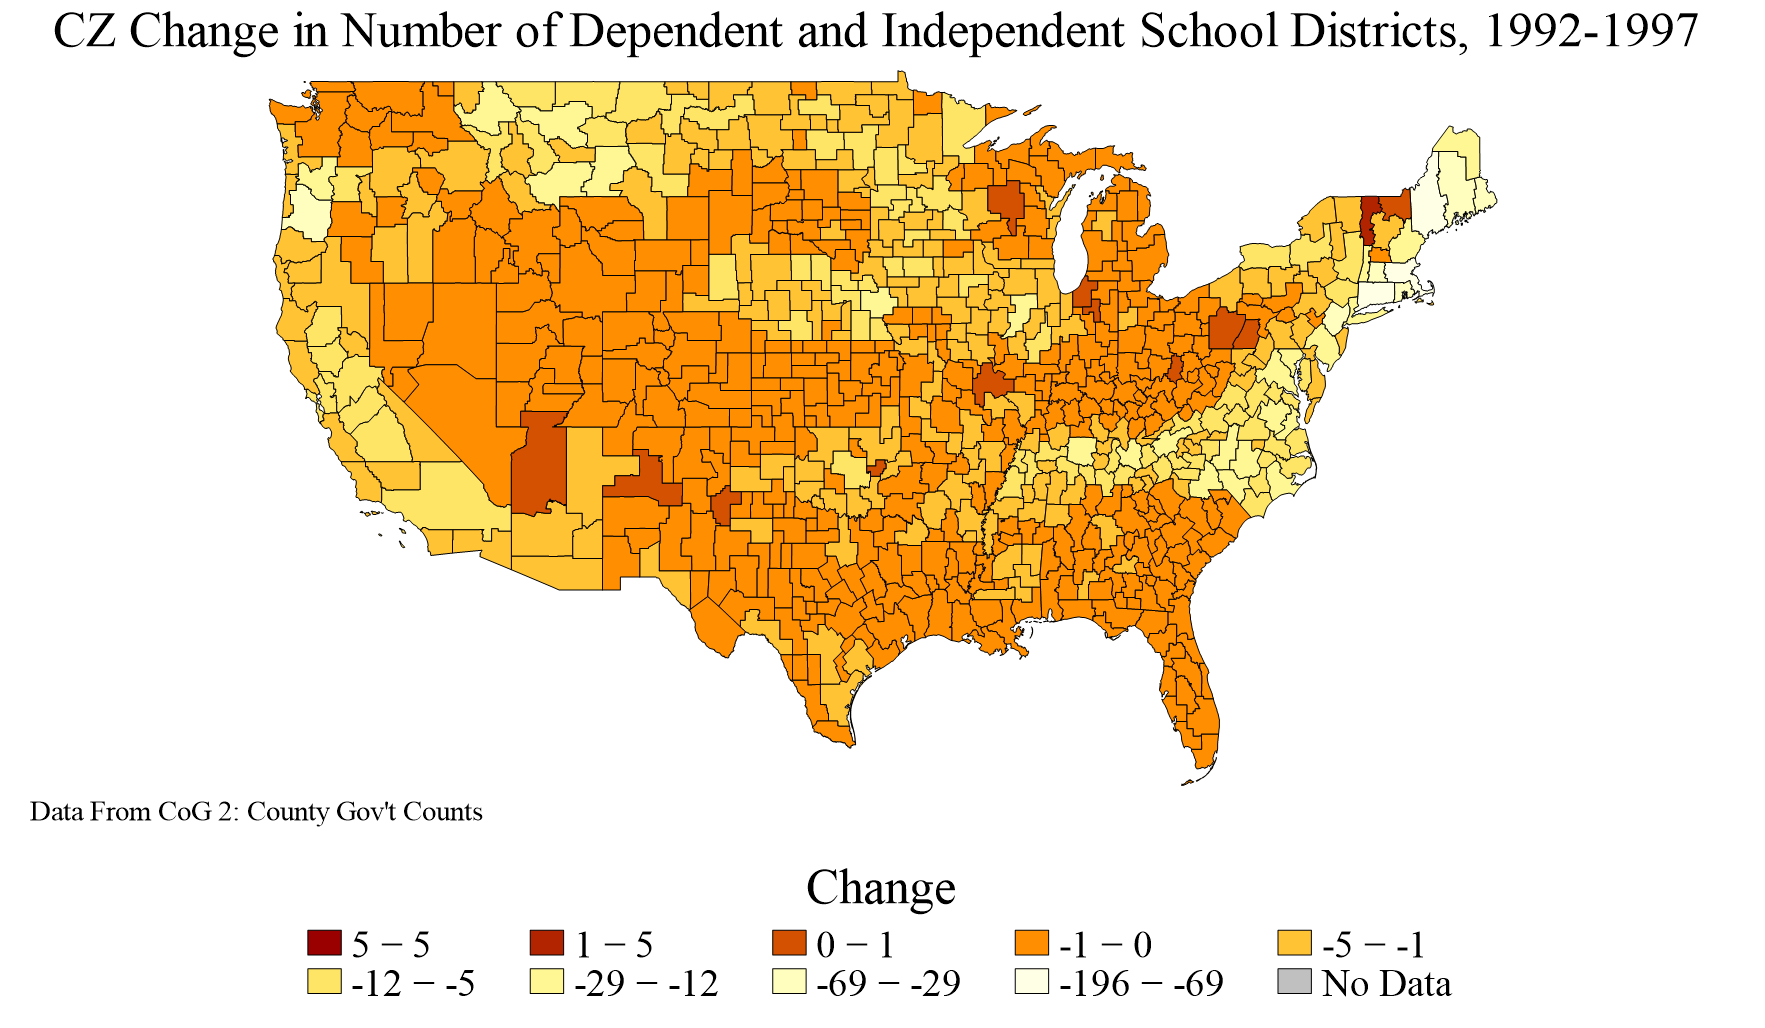 CZ Change in Number of Dependent and Independent School Districts, 1992-1997
Data From CoG 2: County Gov't Counts
Change
5 − 5 1 − 5 0 − 1 -1 − 0 -5 − -1
-12 − -5 -29 − -12 -69 − -29 -196 − -69 No Data